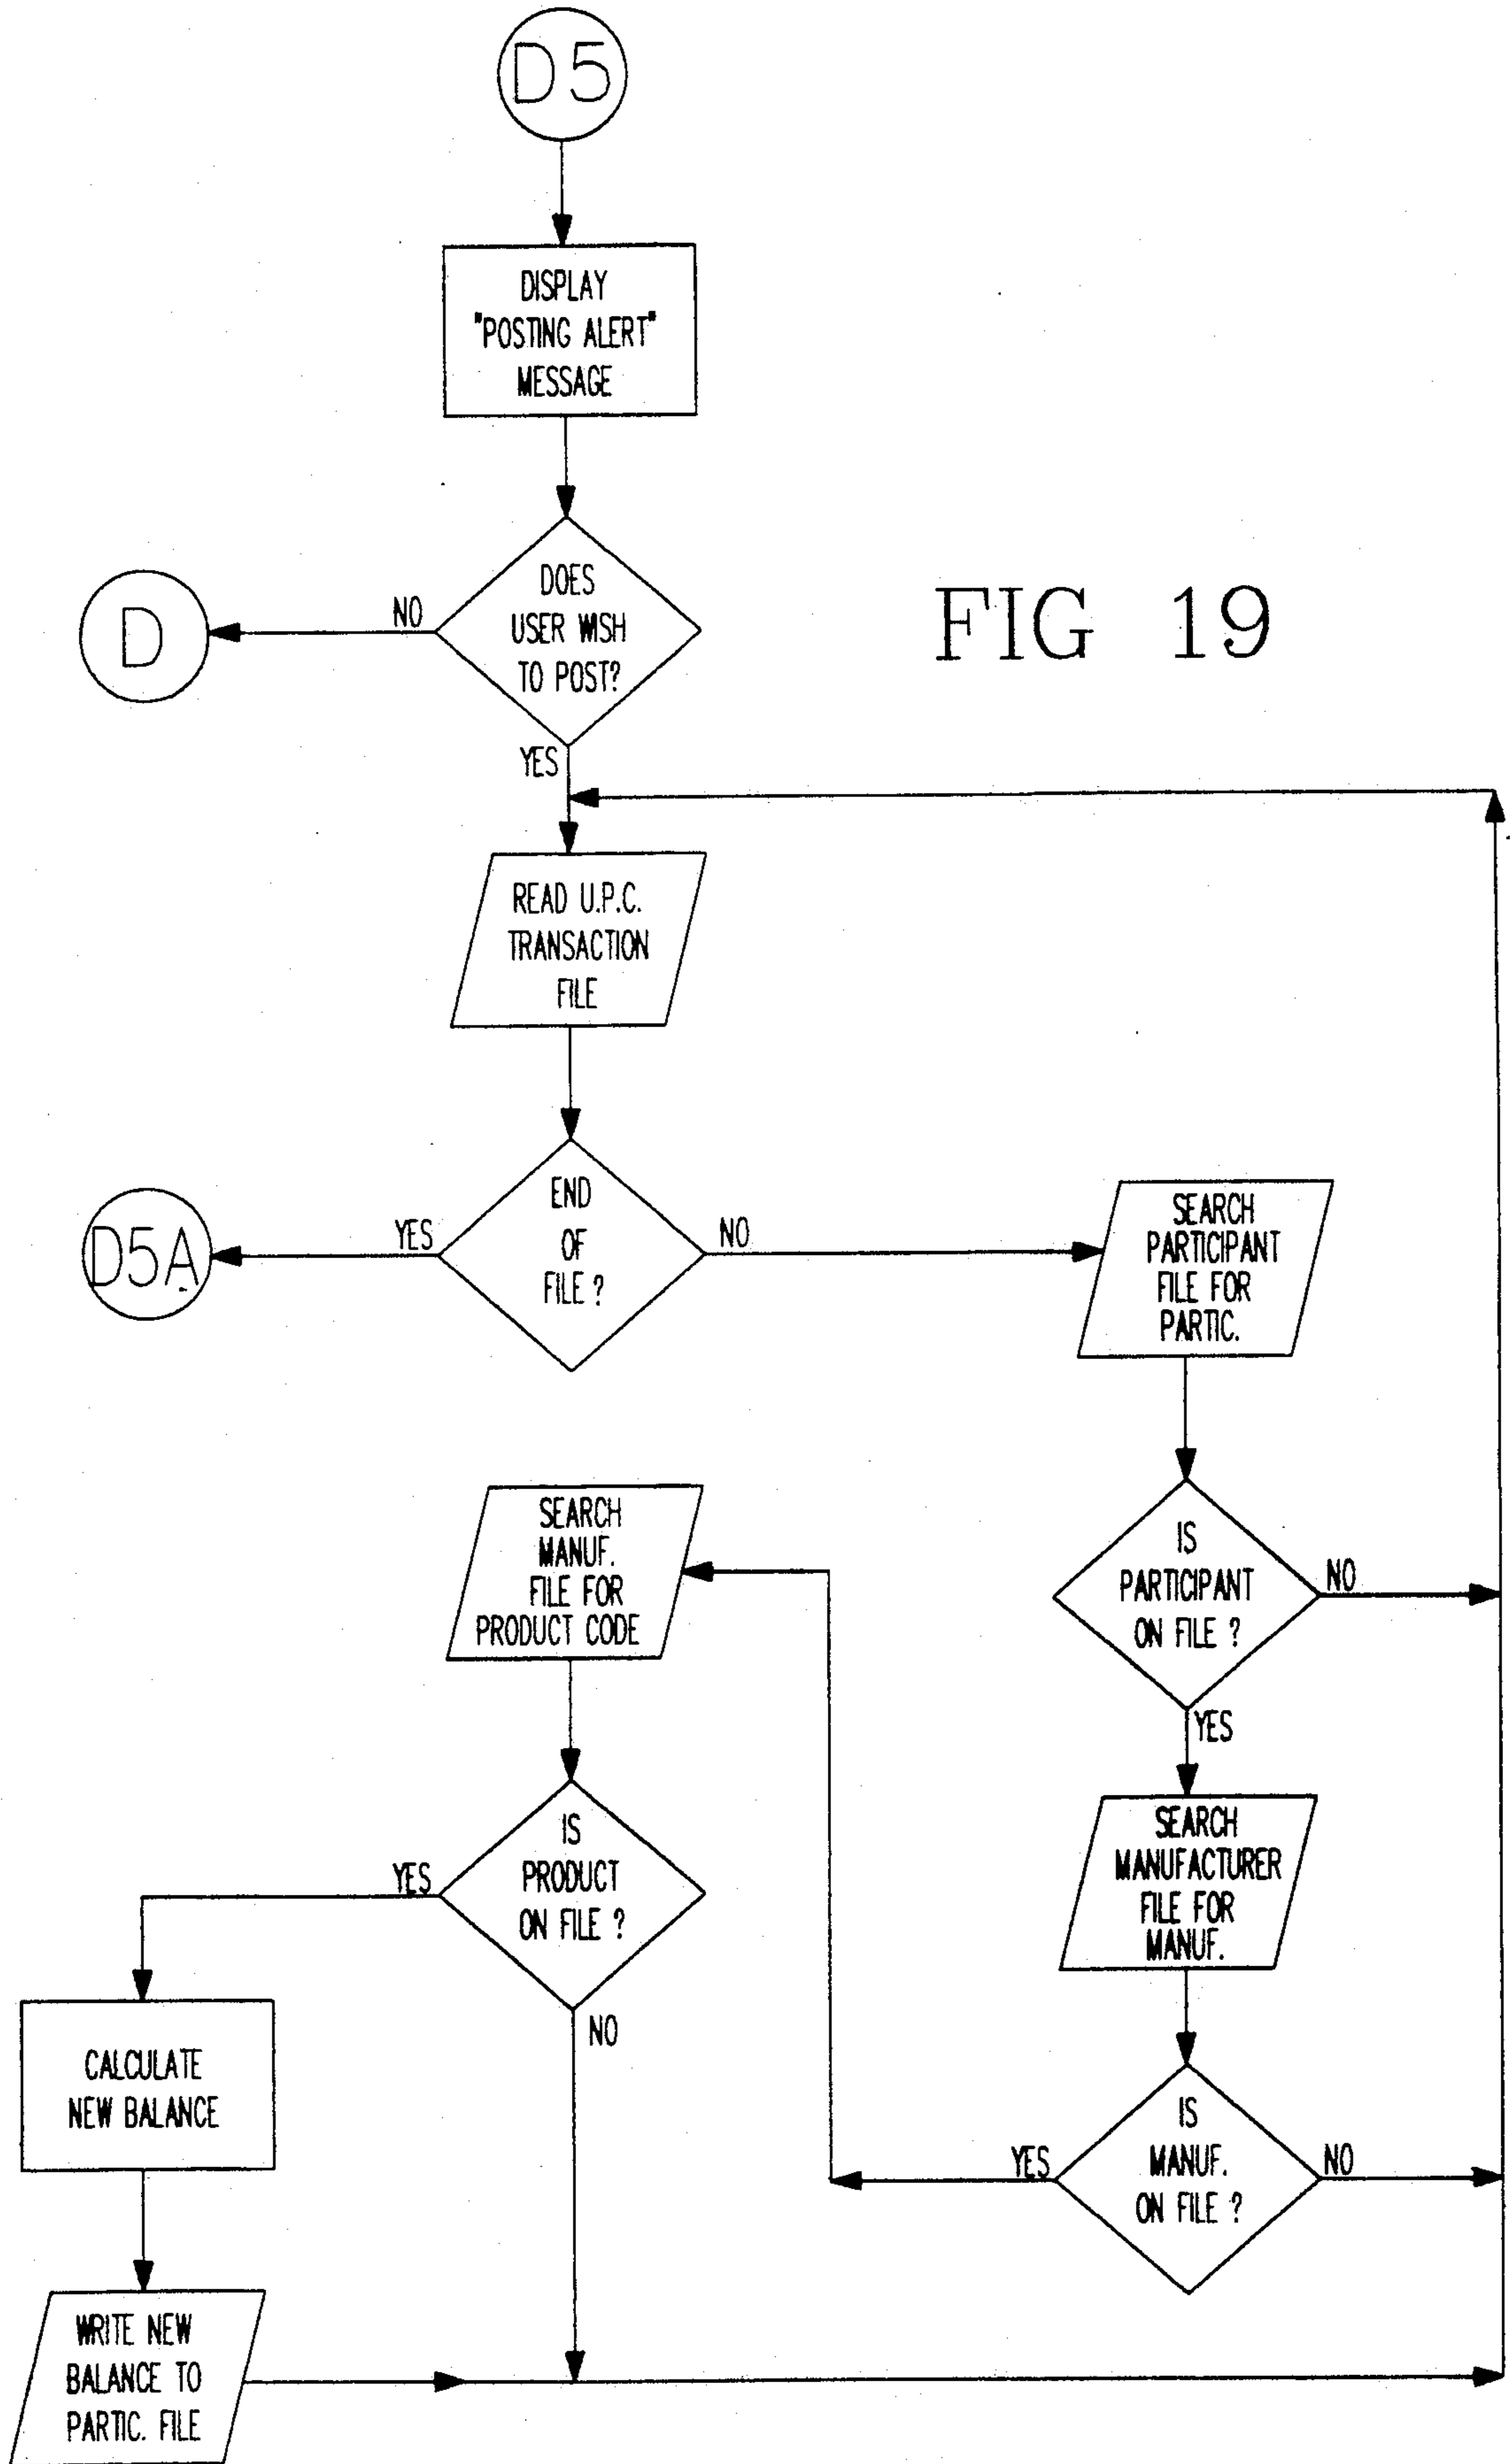 D5
DISPLAY
"POSTING ALERT"
MESSAGE
DOES
USER WISH
TO POST?
NO
D
FIG 19
YES
READ U.P.C.
TRANSACTION
FILE
END
OF
FILE ?
YES
D5A
NO
SEARCH
PARTICIPANT
FILE FOR
PARTIC.
IS
PARTICIPANT
ON FILE ?
NO
YES
SEARCH
MANUFACTURER
FILE FOR
MANUF.
IS
MANUF.
ON FILE ?
NO
YES
SEARCH
MANUF.
FILE FOR
PRODUCT CODE
IS
PRODUCT
ON FILE ?
YES
NO
CALCULATE
NEW BALANCE
WRITE NEW
BALANCE TO
PARTIC. FILE